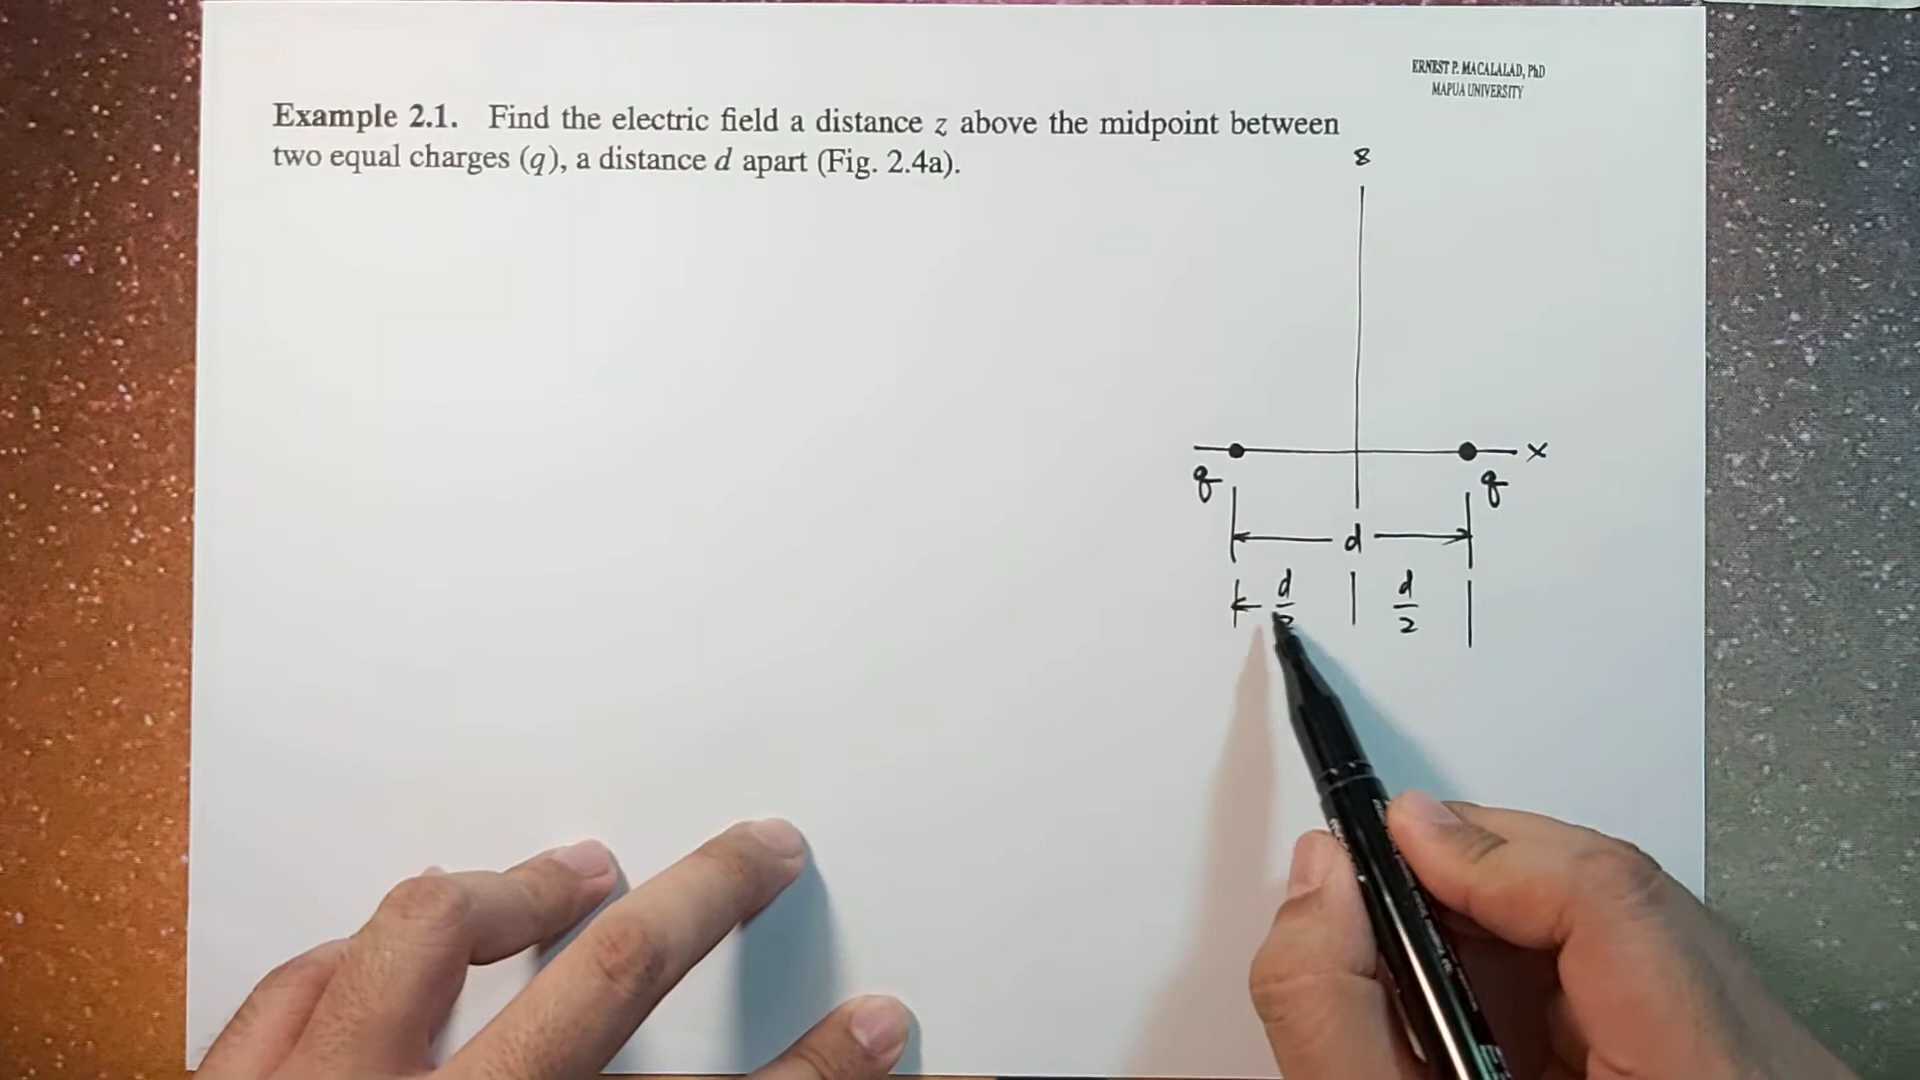 ERNEST P. MACALALAD, PhD
MAPUA UNIVERSITY
Example 2.1. Find the electric field a distance z above the midpoint between
two equal charges (q), a distance d apart (Fig. 2.4a).
z
x
q q
d
d d
2 2